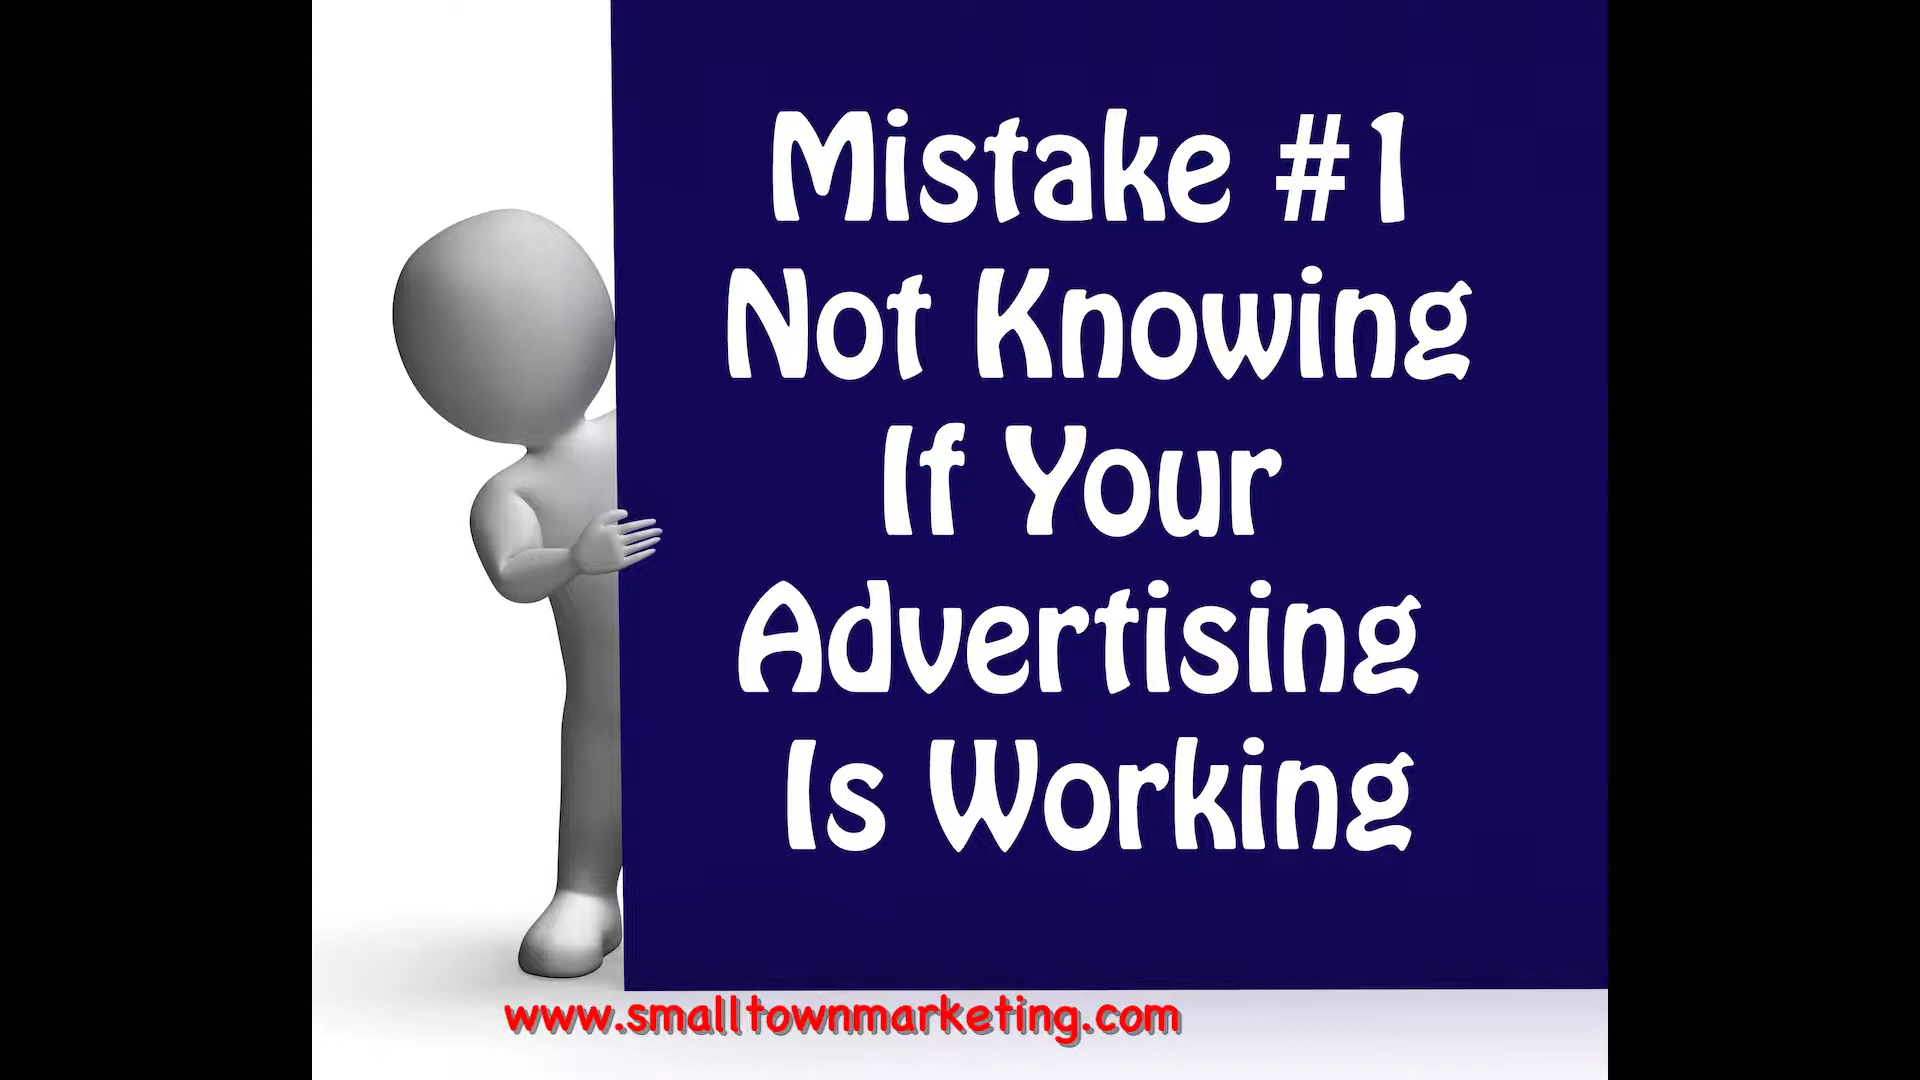 Mistake #1
Not Knowing
If Your
Advertising
Is Working
www.smalltownmarketing.com